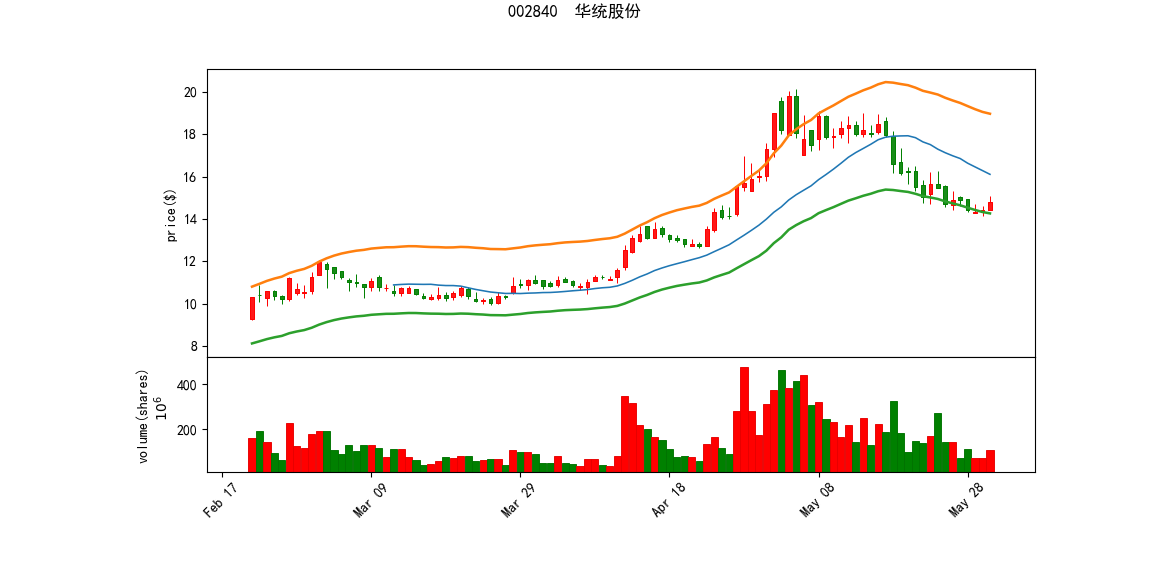 002840  华统股份
price($)
20
18
16
14
12
10
8
volume(shares)
10^6
400
200
Feb 17
Mar 09
Mar 29
Apr 18
May 08
May 28